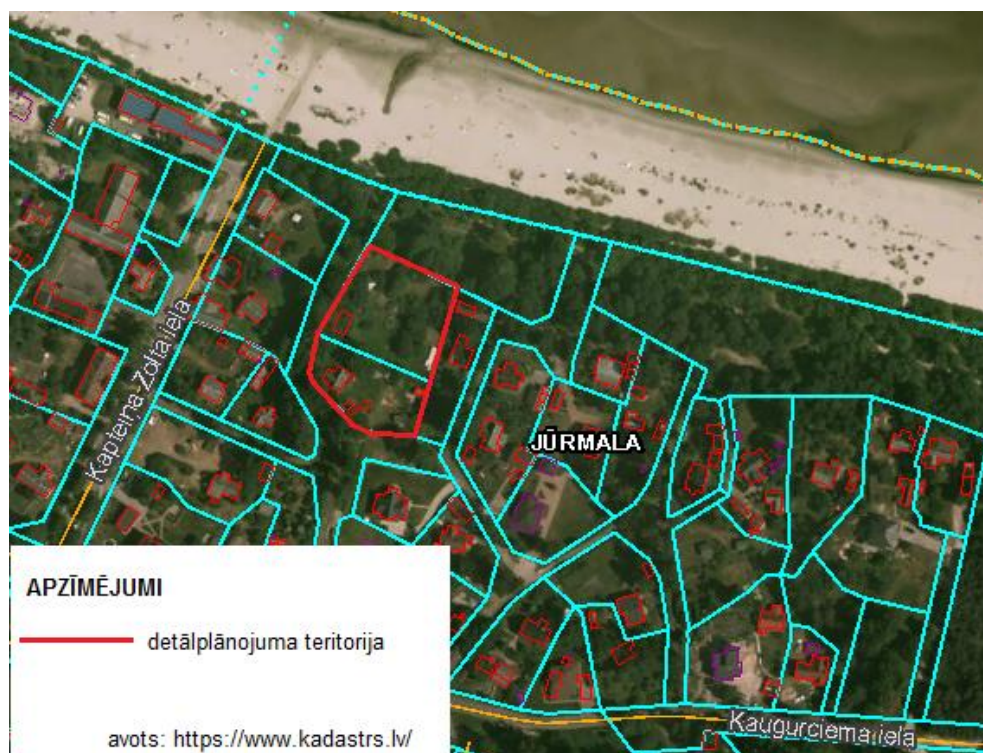 Kapteiņa Zolta iela
JŪRMALA
APZĪMĒJUMI
detālplānojuma teritorija
avots: https://www.kadastrs.lv/
Kaugurciema iela